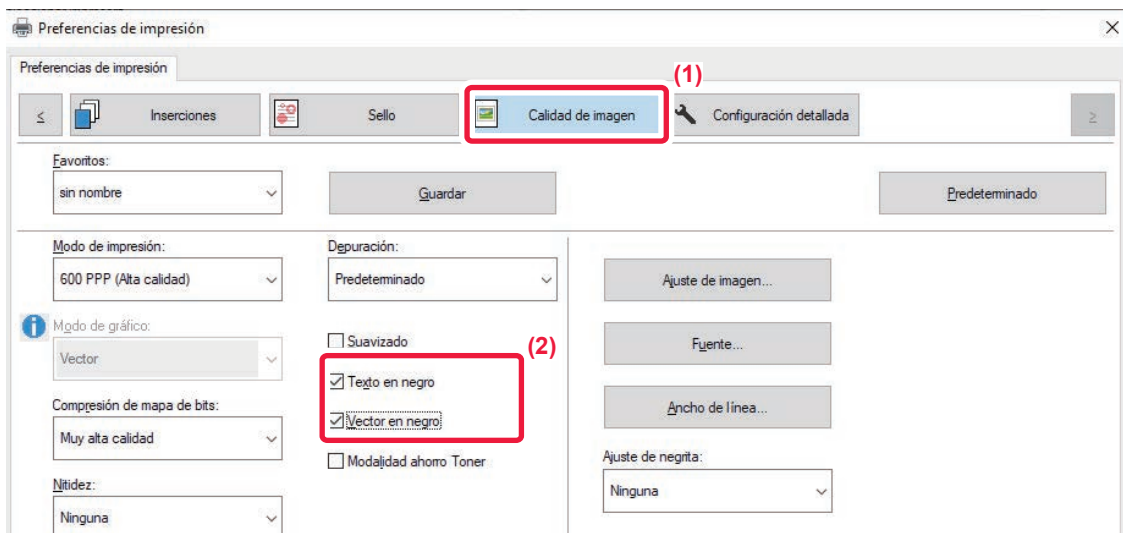 Preferencias de impresión
Preferencias de impresión
(1)
< Inserciones Sello Calidad de imagen Configuración detallada >
Favoritos:
sin nombre Guardar Predeterminado
Modo de impresión: Depuración:
600 PPP (Alta calidad) Predeterminado Ajuste de imagen...
Modo de gráfico:
Suavizado (2) Fuente...
Vector
Texto en negro
Compresión de mapa de bits: Ancho de línea...
Vector en negro
Muy alta calidad
Modalidad ahorro Toner Ajuste de negrita:
Nitidez: Ninguna
Ninguna